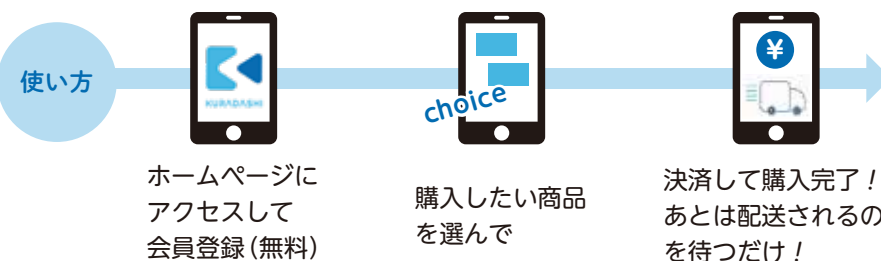 使い方
KURADASHI
choice
¥
ホームページに
アクセスして
会員登録(無料)
購入したい商品
を選んで
決済して購入完了!
あとは配送されるの
を待つだけ!